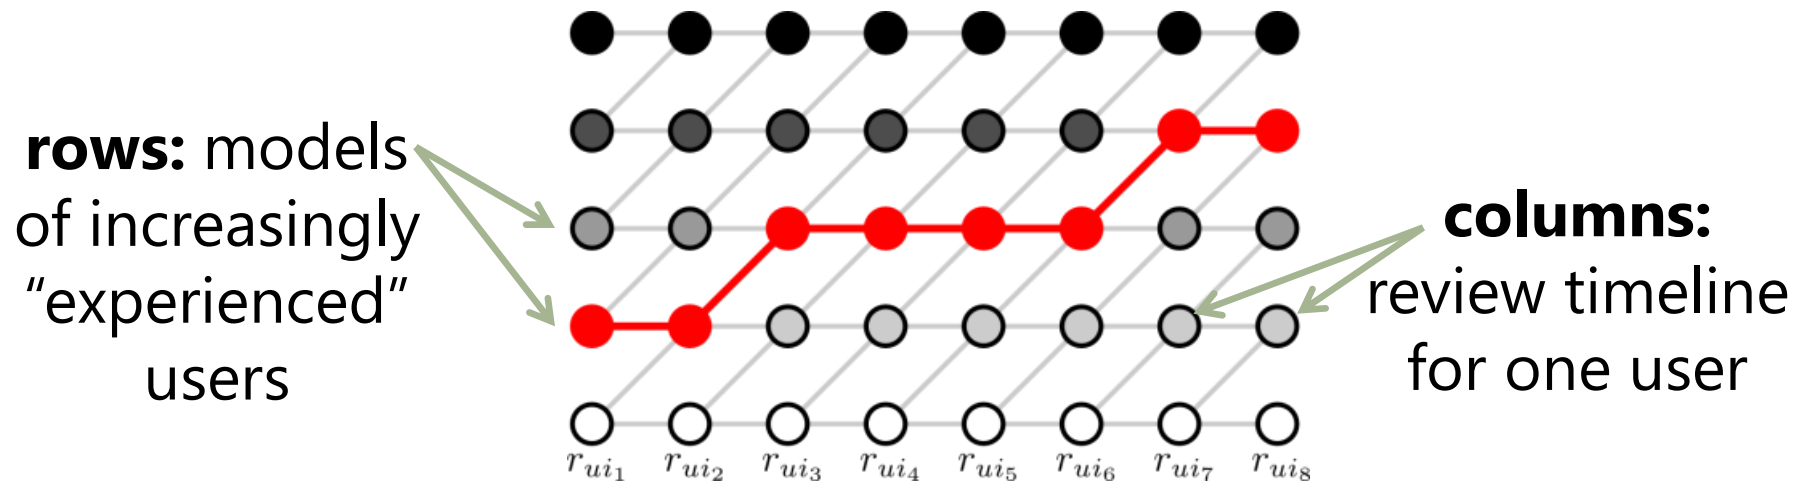 rows: models
of increasingly
“experienced”
users
columns:
review timeline
for one user
r_{ui_1} r_{ui_2} r_{ui_3} r_{ui_4} r_{ui_5} r_{ui_6} r_{ui_7} r_{ui_8}